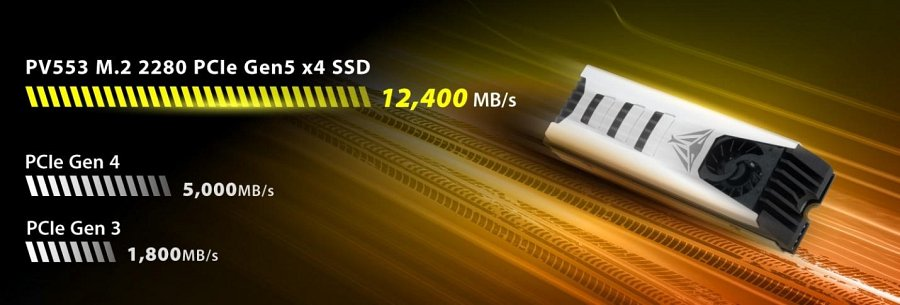 PV553 M.2 2280 PCIe Gen5 x4 SSD
12,400 MB/s
PCIe Gen 4
5,000MB/s
PCIe Gen 3
1,800MB/s